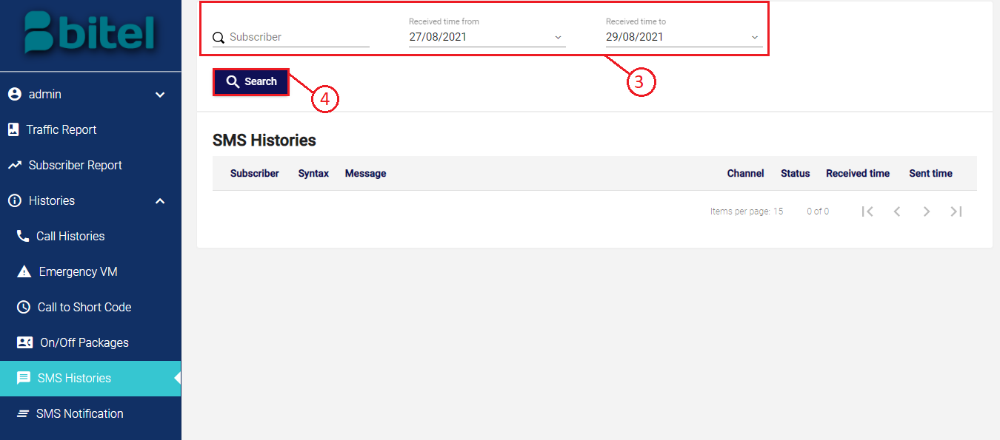 bitel
admin
Traffic Report
Subscriber Report
Histories
Call Histories
Emergency VM
Call to Short Code
On/Off Packages
SMS Histories
SMS Notification
Subscriber
Received time from
27/08/2021
Received time to
29/08/2021
3
Search
4
SMS Histories
Subscriber Syntax Message Channel Status Received time Sent time
Items per page: 15 0 of 0